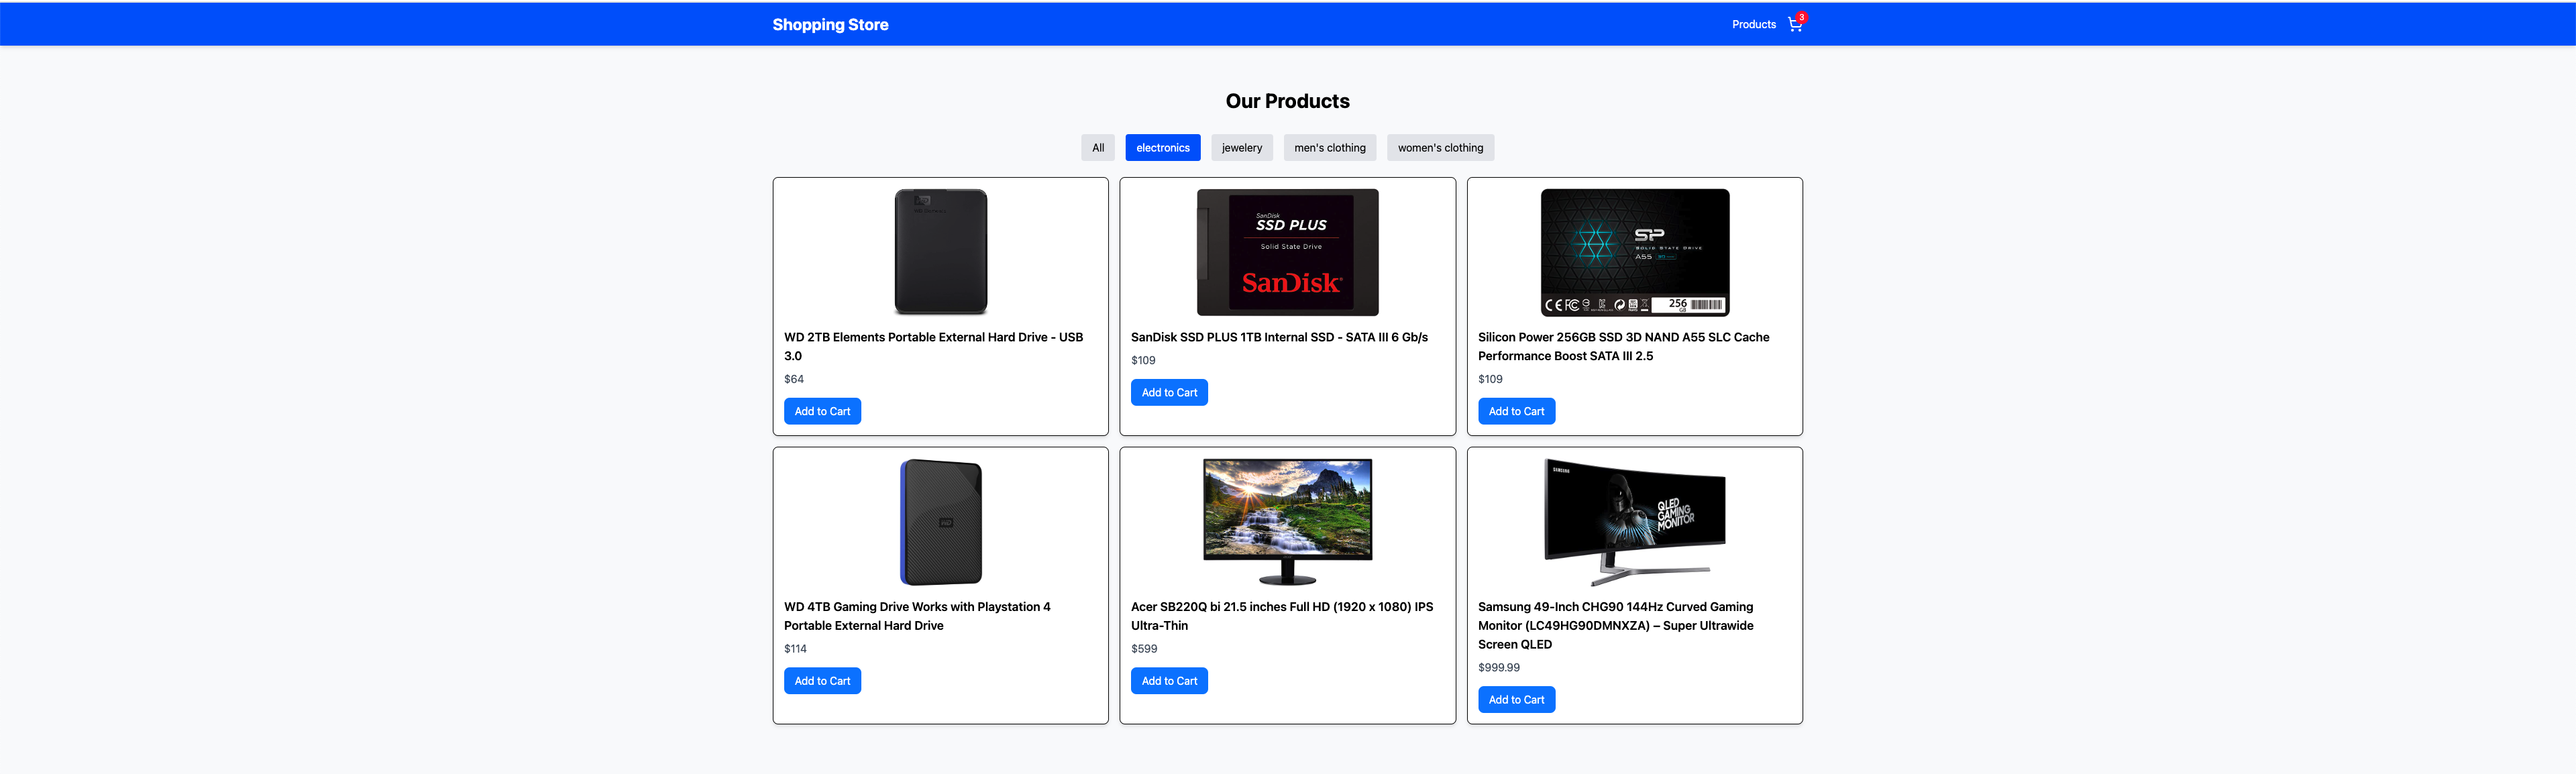 Shopping Store
Products
3
Our Products
All
electronics
jewelery
men's clothing
women's clothing
SanDisk
SSD PLUS
Solid State Drive
SanDisk
SP
SOLID STATE DRIVE
A55
256
GB
WD 2TB Elements Portable External Hard Drive - USB
3.0
$64
Add to Cart
SanDisk SSD PLUS 1TB Internal SSD - SATA III 6 Gb/s
$109
Add to Cart
Silicon Power 256GB SSD 3D NAND A55 SLC Cache
Performance Boost SATA III 2.5
$109
Add to Cart
WD
SAMSUNG
QLED
GAMING
MONITOR
WD 4TB Gaming Drive Works with Playstation 4
Portable External Hard Drive
$114
Add to Cart
Acer SB220Q bi 21.5 inches Full HD (1920 x 1080) IPS
Ultra-Thin
$599
Add to Cart
Samsung 49-Inch CHG90 144Hz Curved Gaming
Monitor (LC49HG90DMNXZA) – Super Ultrawide
Screen QLED
$999.99
Add to Cart